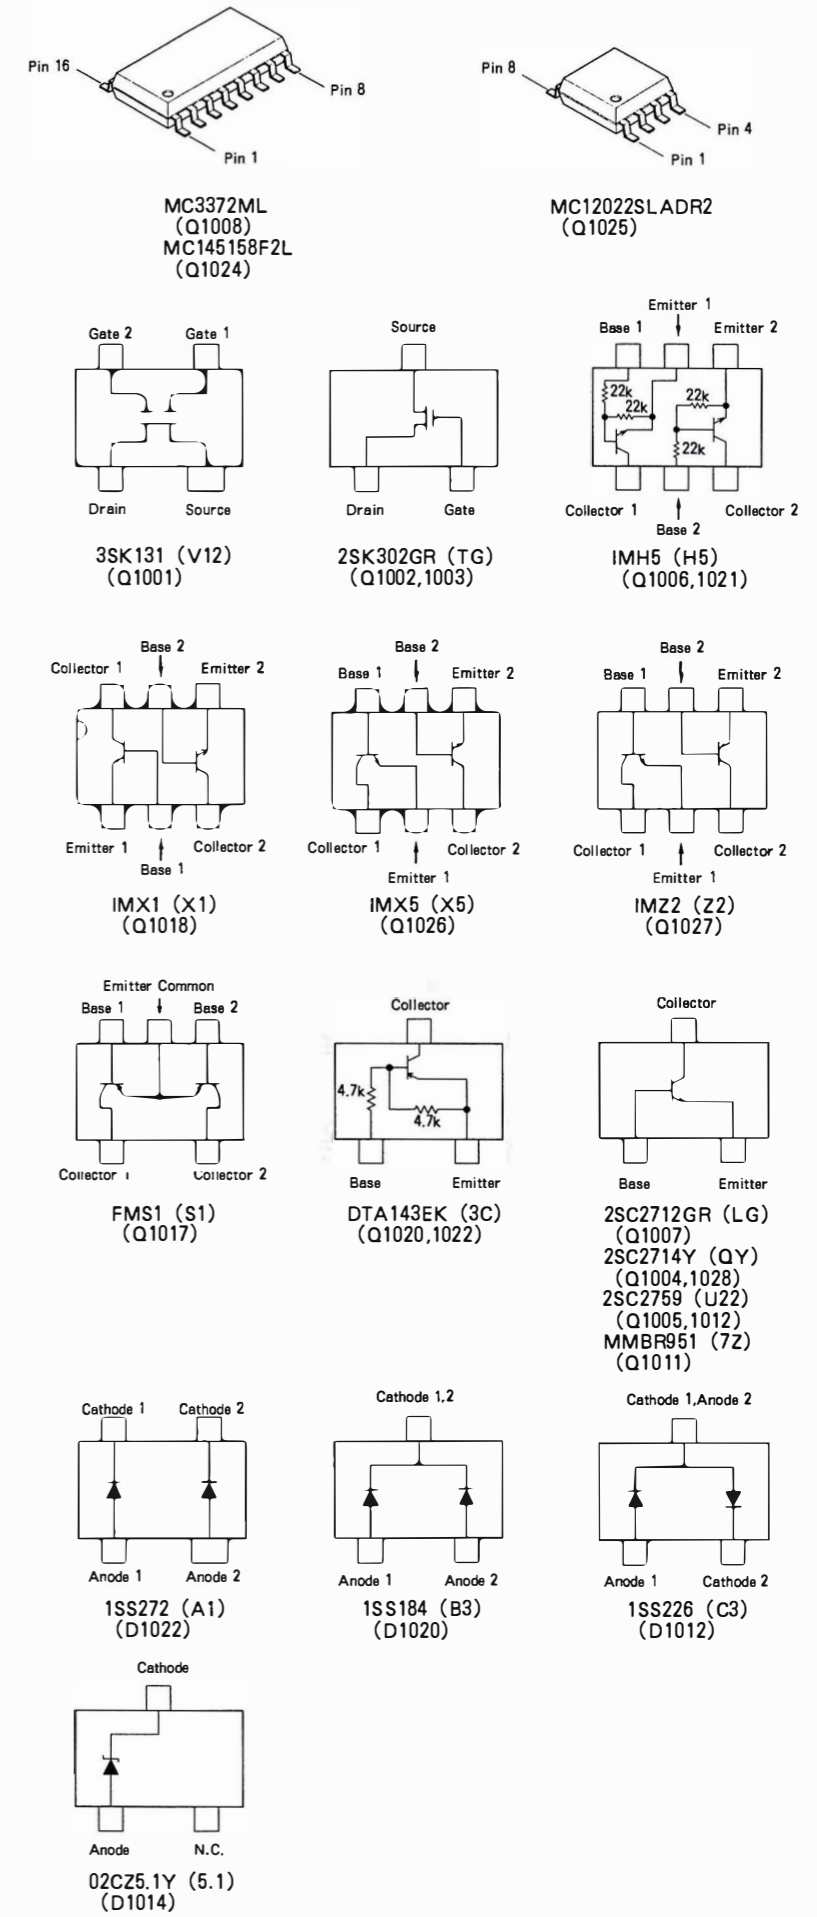 Pin 16
Pin 8
Pin 1
MC3372ML
(Q1008)
MC145158F2L
(Q1024)
Pin 8
Pin 4
Pin 1
MC12022SLADR2
(Q1025)
Gate 2
Gate 1
Drain
Source
3SK131 (V12)
(Q1001)
Source
Drain
Gate
2SK302GR (TG)
(Q1002,1003)
Emitter 1
Base 1
Emitter 2
22k
22k
22k
22k
Collector 1
Collector 2
Base 2
IMH5 (H5)
(Q1006,1021)
Base 2
Collector 1
Emitter 2
Emitter 1
Collector 2
Base 1
IMX1 (X1)
(Q1018)
Base 2
Base 1
Emitter 2
Collector 1
Collector 2
Emitter 1
IMX5 (X5)
(Q1026)
Base 2
Base 1
Emitter 2
Collector 1
Collector 2
Emitter 1
IMZ2 (Z2)
(Q1027)
Emitter Common
Base 1
Base 2
Collector 1
Collector 2
FMS1 (S1)
(Q1017)
Collector
4.7k
4.7k
Base
Emitter
DTA143EK (3C)
(Q1020,1022)
Collector
Base
Emitter
2SC2712GR (LG)
(Q1007)
2SC2714Y (QY)
(Q1004,1028)
2SC2759 (U22)
(Q1005,1012)
MMBR951 (7Z)
(Q1011)
Cathode 1
Cathode 2
Anode 1
Anode 2
1SS272 (A1)
(D1022)
Cathode 1,2
Anode 1
Anode 2
1SS184 (B3)
(D1020)
Cathode 1,Anode 2
Anode 1
Cathode 2
1SS226 (C3)
(D1012)
Cathode
Anode
N.C.
02CZ5.1Y (5.1)
(D1014)